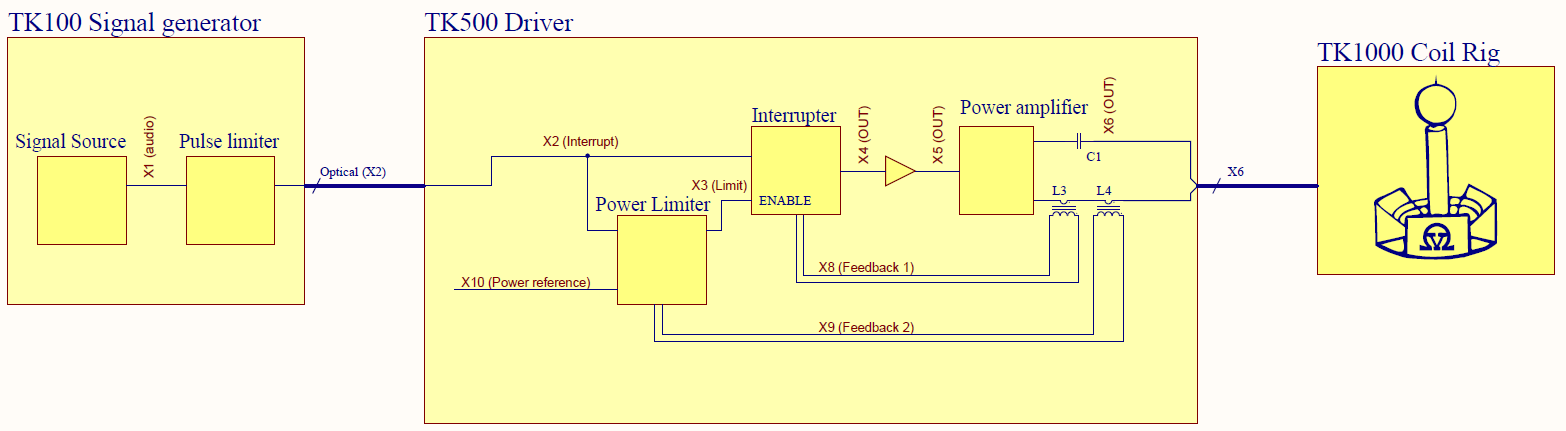 TK100 Signal generator
Signal Source
X1 (audio)
Pulse limiter
Optical (X2)
TK500 Driver
X2 (Interrupt)
X3 (Limit)
Power Limiter
X10 (Power reference)
Interrupter
ENABLE
X4 (OUT)
X5 (OUT)
Power amplifier
X6 (OUT)
C1
L3
L4
X8 (Feedback 1)
X9 (Feedback 2)
X6
TK1000 Coil Rig